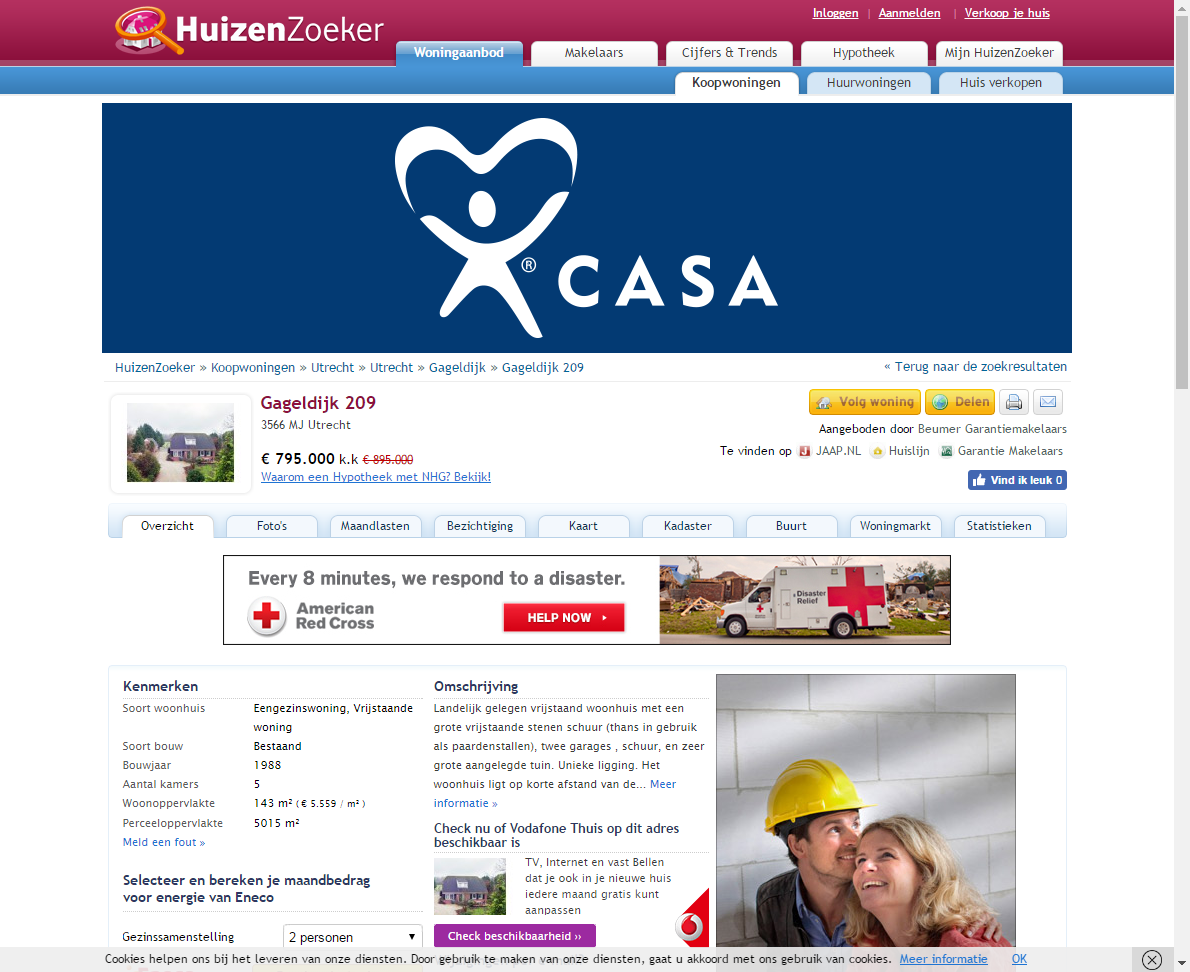 HuizenZoeker
Inloggen | Aanmelden | Verkoop je huis
Woningaanbod Makelaars Cijfers & Trends Hypotheek Mijn HuizenZoeker
Koopwoningen Huurwoningen Huis verkopen
® CASA
HuizenZoeker » Koopwoningen » Utrecht » Utrecht » Gageldijk » Gageldijk 209
« Terug naar de zoekresultaten
Gageldijk 209
3566 MJ Utrecht
€ 795.000 k.k € 895.000
Waarom een Hypotheek met NHG? Bekijk!
Volg woning Delen
Aangeboden door Beumer Garantiemakelaars
Te vinden op JAAP.NL Huislijn Garantie Makelaars
Vind ik leuk 0
Overzicht Foto's Maandlasten Bezichtiging Kaart Kadaster Buurt Woningmarkt Statistieken
Every 8 minutes, we respond to a disaster.
American
Red Cross
HELP NOW
Disaster
Relief
Kenmerken
Soort woonhuis Eengezinswoning, Vrijstaande
woning
Soort bouw Bestaand
Bouwjaar 1988
Aantal kamers 5
Woonoppervlakte 143 m² ( € 5.559 / m² )
Perceeloppervlakte 5015 m²
Meld een fout »
Selecteer en bereken je maandbedrag
voor energie van Eneco
Gezinssamenstelling 2 personen
Omschrijving
Landelijk gelegen vrijstaand woonhuis met een
grote vrijstaande stenen schuur (thans in gebruik
als paardenstallen), twee garages , schuur, en zeer
grote aangelegde tuin. Unieke ligging. Het
woonhuis ligt op korte afstand van de... Meer
informatie »
Check nu of Vodafone Thuis op dit adres
beschikbaar is
TV, Internet en vast Bellen
dat je ook in je nieuwe huis
iedere maand gratis kunt
aanpassen
Check beschikbaarheid ››
Cookies helpen ons bij het leveren van onze diensten. Door gebruik te maken van onze diensten, gaat u akkoord met ons gebruik van cookies. Meer informatie OK